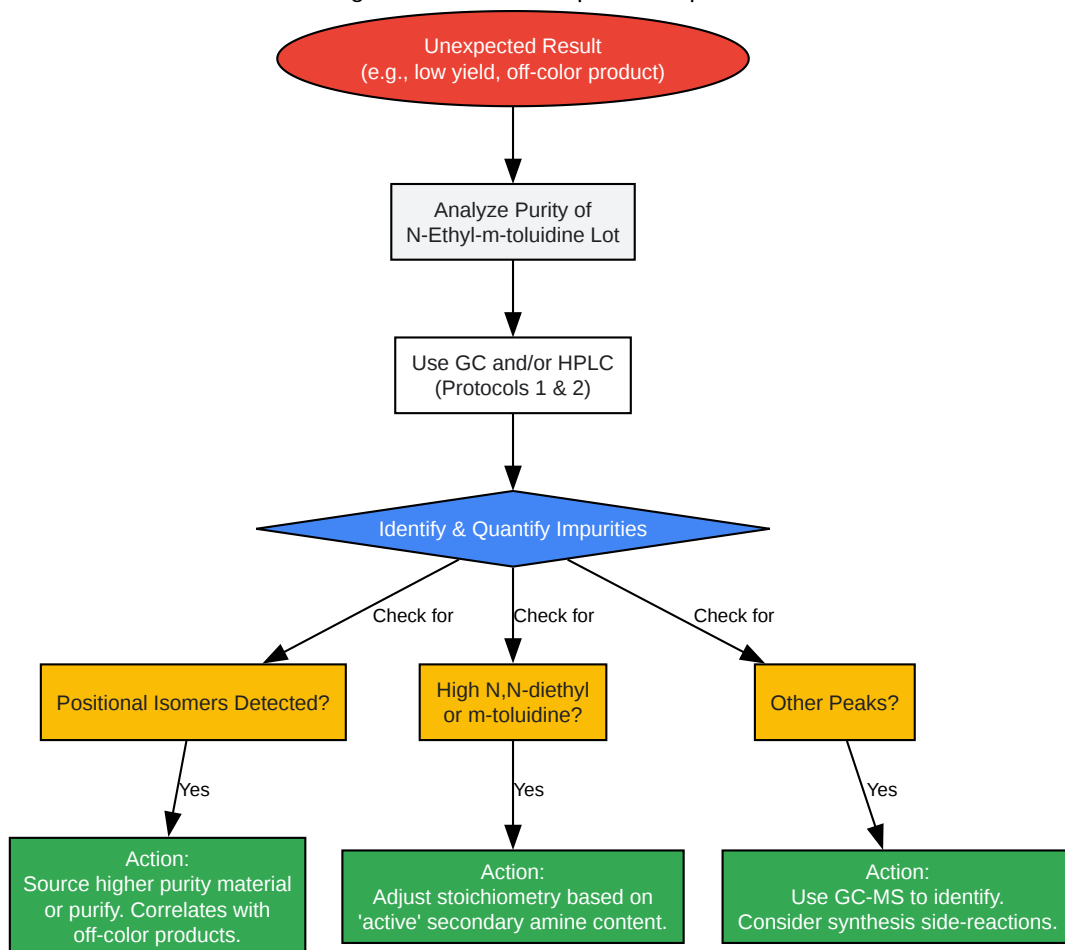 Unexpected Result
(e.g., low yield, off-color product)
Analyze Purity of
N-Ethyl-m-toluidine Lot
Use GC and/or HPLC
(Protocols 1 & 2)
Identify & Quantify Impurities
Check for
Check for
Check for
Positional Isomers Detected?
High N,N-diethyl
or m-toluidine?
Other Peaks?
Yes
Yes
Yes
Action:
Source higher purity material
or purify. Correlates with
off-color products.
Action:
Adjust stoichiometry based on
'active' secondary amine content.
Action:
Use GC-MS to identify.
Consider synthesis side-reactions.